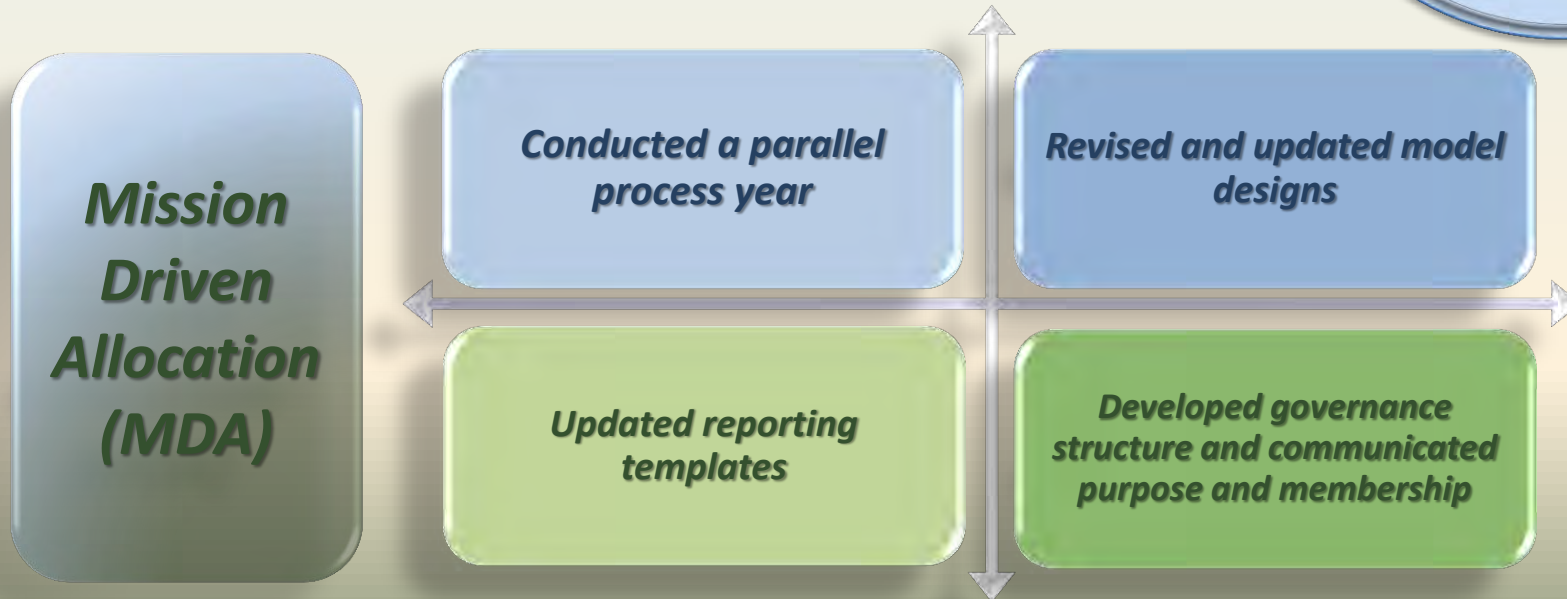 Mission
Driven
Allocation
(MDA)
Conducted a parallel
process year
Revised and updated model
designs
Updated reporting
templates
Developed governance
structure and communicated
purpose and membership